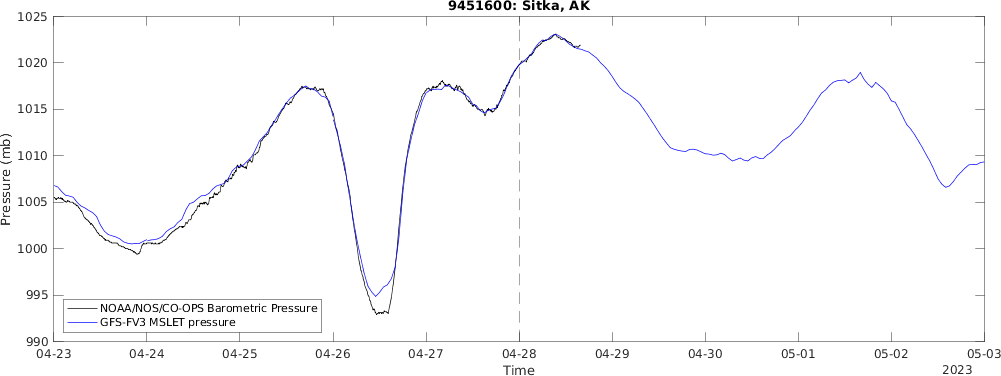 9451600: Sitka, AK
Pressure (mb)
1025
1020
1015
1010
1005
1000
995
990
NOAA/NOS/CO-OPS Barometric Pressure
GFS-FV3 MSLET pressure
04-23 04-24 04-25 04-26 04-27 04-28 04-29 04-30 05-01 05-02 05-03
Time
2023